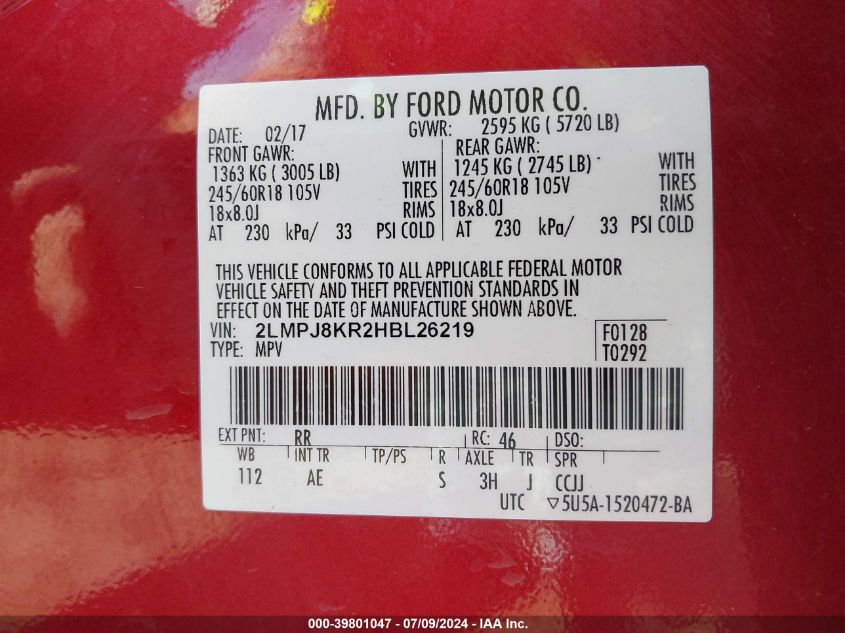 MFD. BY FORD MOTOR CO.
DATE: 02/17 GVWR: 2595 KG ( 5720 LB)
FRONT GAWR: REAR GAWR:
1363 KG ( 3005 LB) WITH 1245 KG ( 2745 LB) WITH
245/60R18 105V TIRES 245/60R18 105V TIRES
18x8.0J RIMS 18x8.0J RIMS
AT 230 kPa/ 33 PSI COLD AT 230 kPa/ 33 PSI COLD
THIS VEHICLE CONFORMS TO ALL APPLICABLE FEDERAL MOTOR
VEHICLE SAFETY AND THEFT PREVENTION STANDARDS IN
EFFECT ON THE DATE OF MANUFACTURE SHOWN ABOVE.
VIN: 2LMPJ8KR2HBL26219 F0128
TYPE: MPV T0292
EXT PNT: RR RC: 46 DSO:
WB INT TR TP/PS R AXLE TR SPR
112 AE S 3H J CCJJ
UTC ▽5U5A-1520472-BA
000-39801047 / 07/09/2024 - IAA Inc.